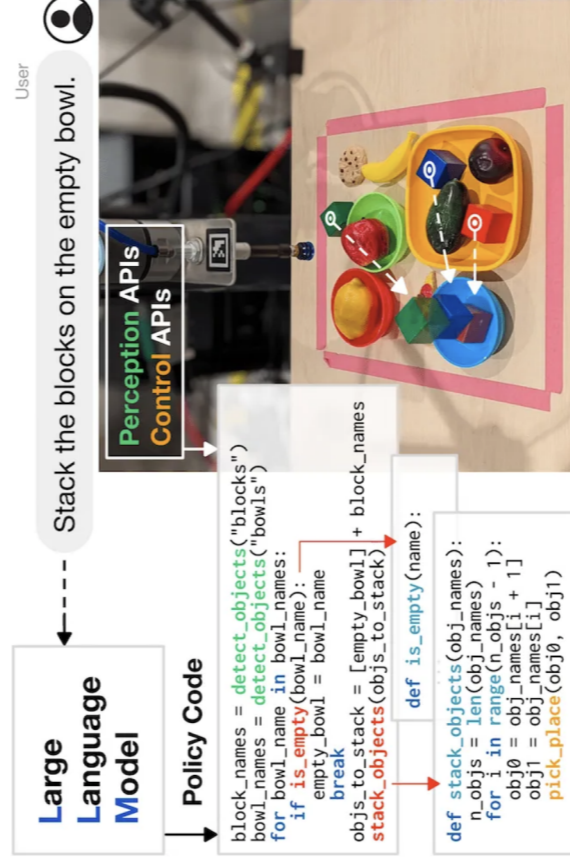 User
Stack the blocks on the empty bowl.
Large
Language
Model
Policy Code
Perception APIs
Control APIs
block_names = detect_objects("blocks")
bowl_names = detect_objects("bowls")
for bowl_name in bowl_names:
if is_empty(bowl_name):
empty_bowl = bowl_name
break
objs_to_stack = [empty_bowl] + block_names
stack_objects(objs_to_stack)
def is_empty(name):
...
def stack_objects(obj_names):
n_objs = len(obj_names)
for i in range(n_objs - 1):
obj0 = obj_names[i + 1]
obj1 = obj_names[i]
pick_place(obj0, obj1)